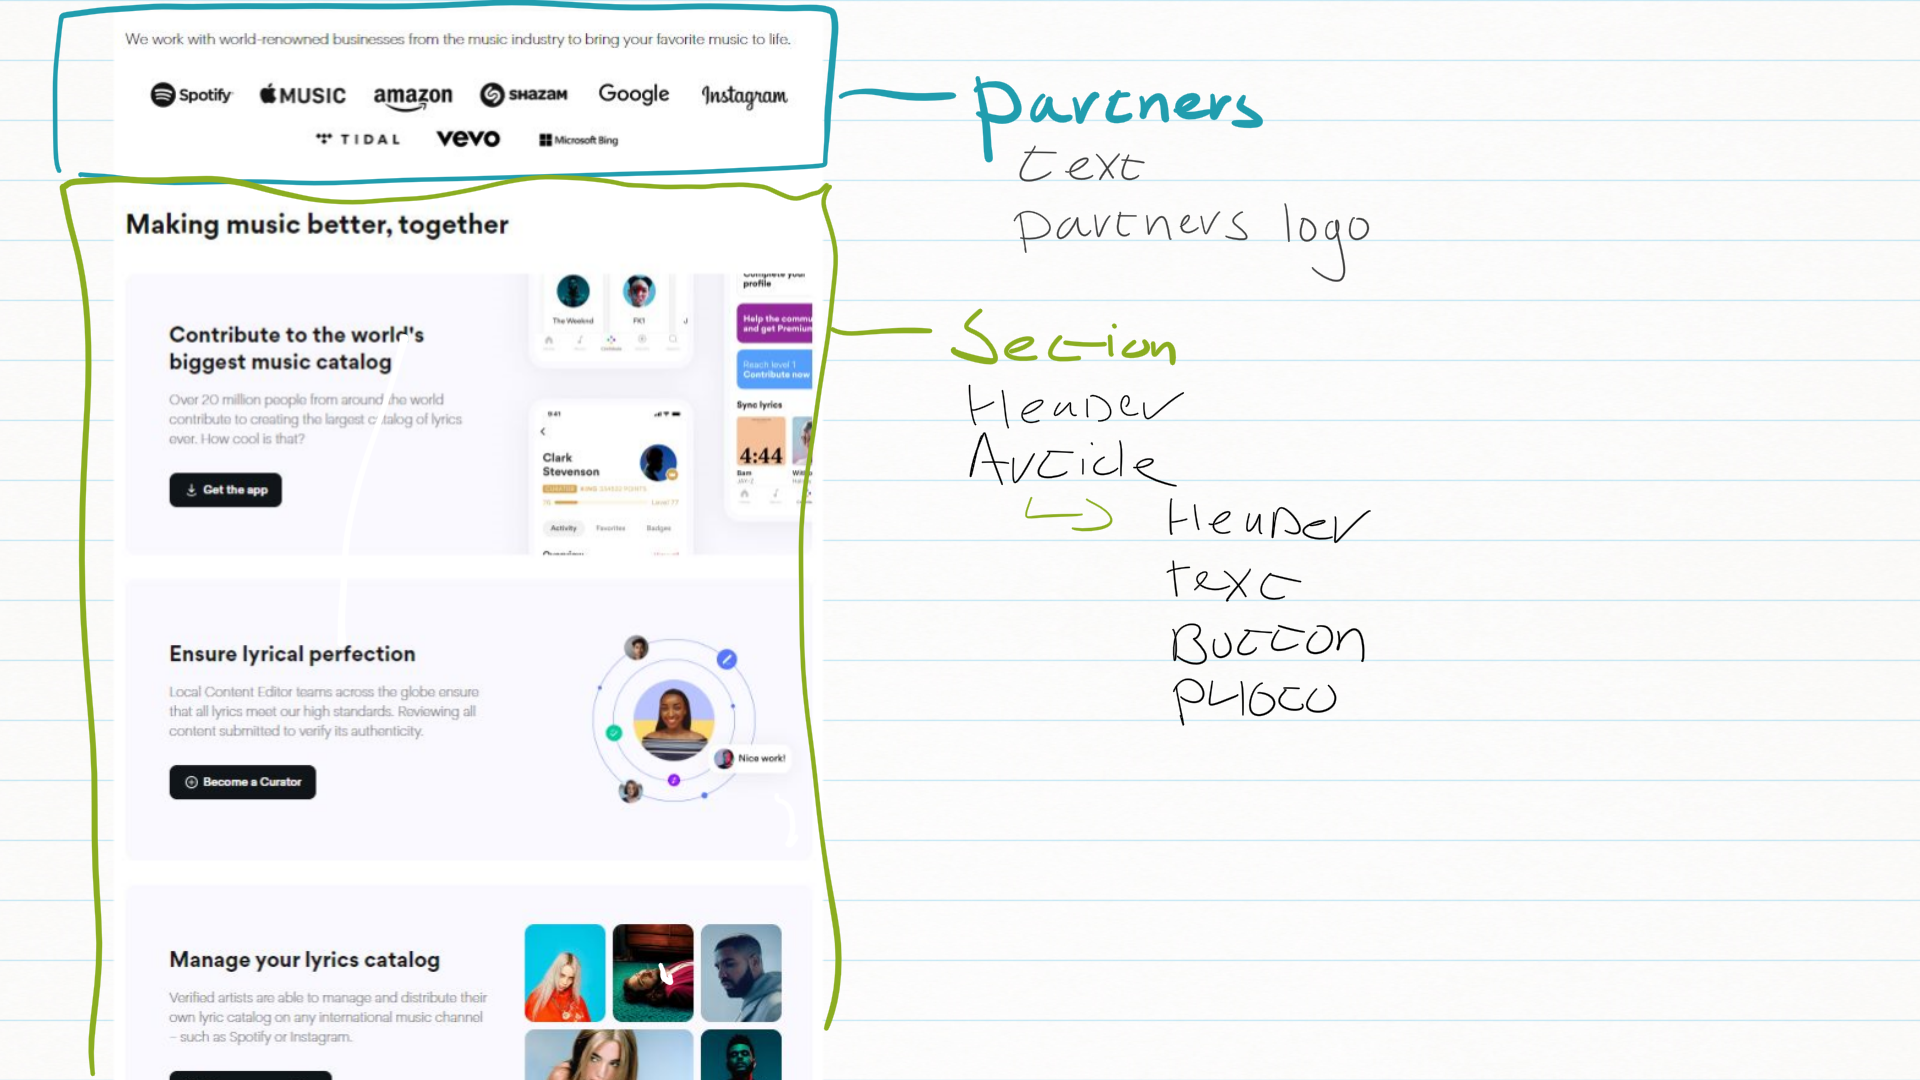 We work with world-renowned businesses from the music industry to bring your favorite music to life.
Spotify MUSIC amazon SHAZAM Google Instagram
TIDAL vevo Microsoft Bing
Making music better, together
Contribute to the world's
biggest music catalog
Over 20 million people from around the world
contribute to creating the largest catalog of lyrics
ever. How cool is that?
Get the app
The Weeknd FK1 J
Complete your
profile
Help the commu
and get Premium
Reach level 1
Contribute now
Sync lyrics
4:44
Bam
JAY-Z
9:41
Clark
Stevenson
Level 77
Activity Favorites Badges
Overview
Ensure lyrical perfection
Local Content Editor teams across the globe ensure
that all lyrics meet our high standards. Reviewing all
content submitted to verify its authenticity.
Become a Curator
Nice work!
Manage your lyrics catalog
Verified artists are able to manage and distribute their
own lyric catalog on any international music channel
– such as Spotify or Instagram.
partners
text
partners logo
Section
HeaDer
Article
HeaDer
text
Button
pHoto